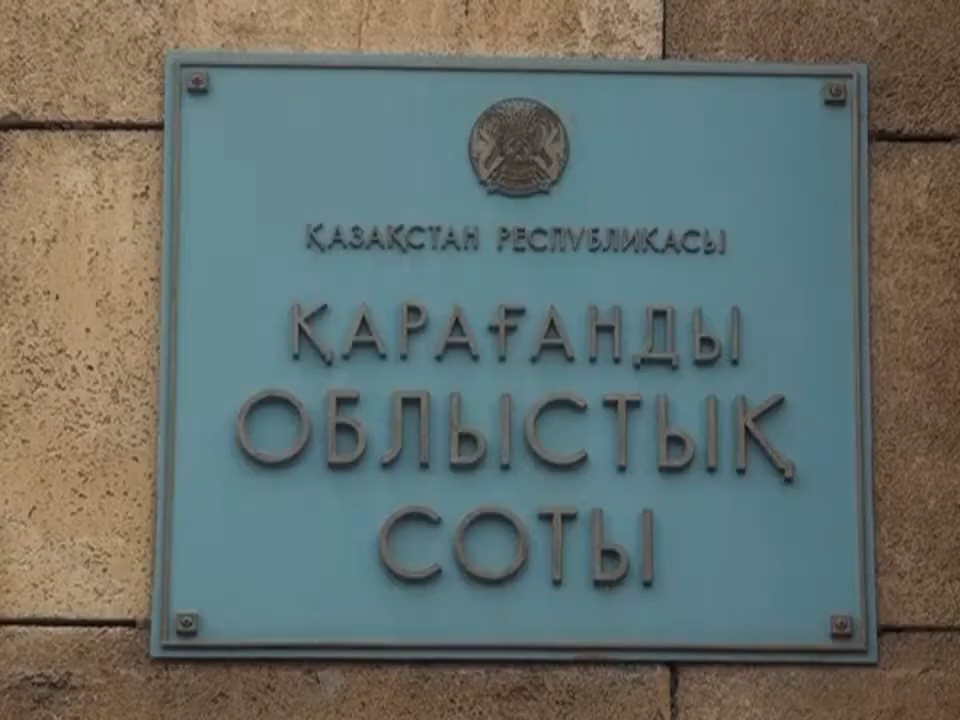 ҚАЗАҚСТАН РЕСПУБЛИКАСЫ
ҚАРАҒАНДЫ
ОБЛЫСТЫҚ
СОТЫ